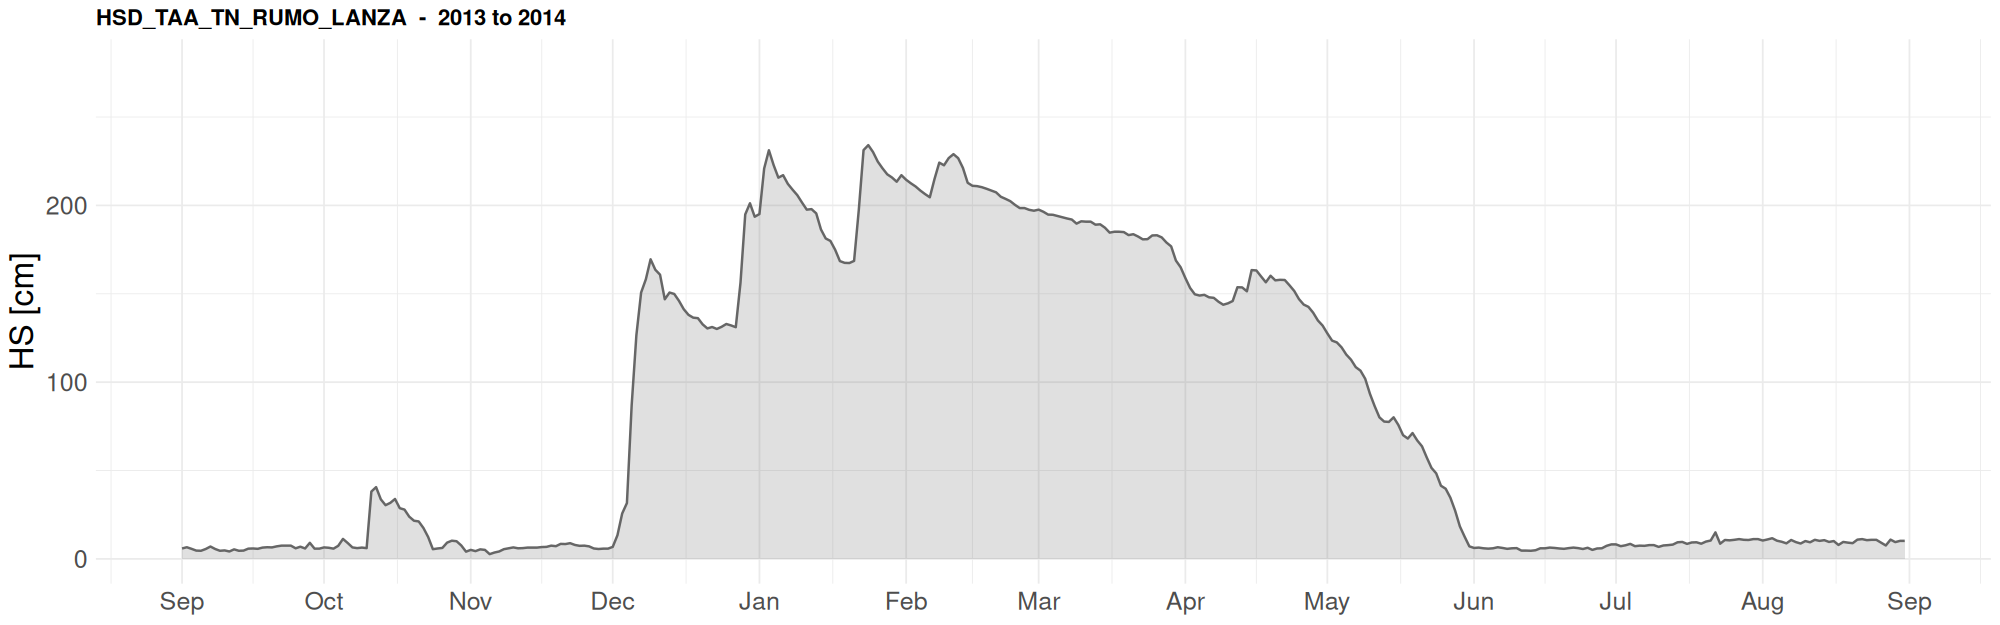 HSD_TAA_TN_RUMO_LANZA - 2013 to 2014
HS [cm]
200
100
0
Sep Oct Nov Dec Jan Feb Mar Apr May Jun Jul Aug Sep